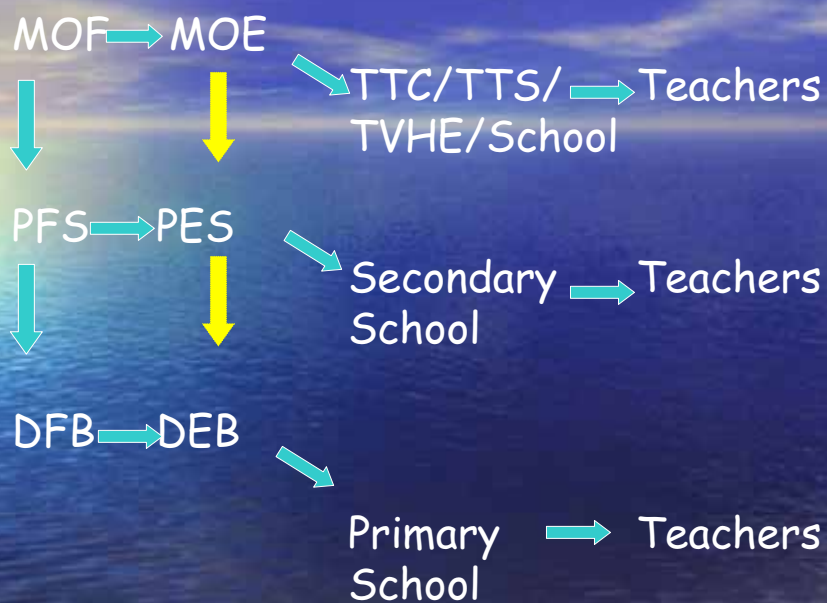 MOF MOE
TTC/TTS/ Teachers
TVHE/School
PFS PES
Secondary Teachers
School
DFB DEB
Primary Teachers
School